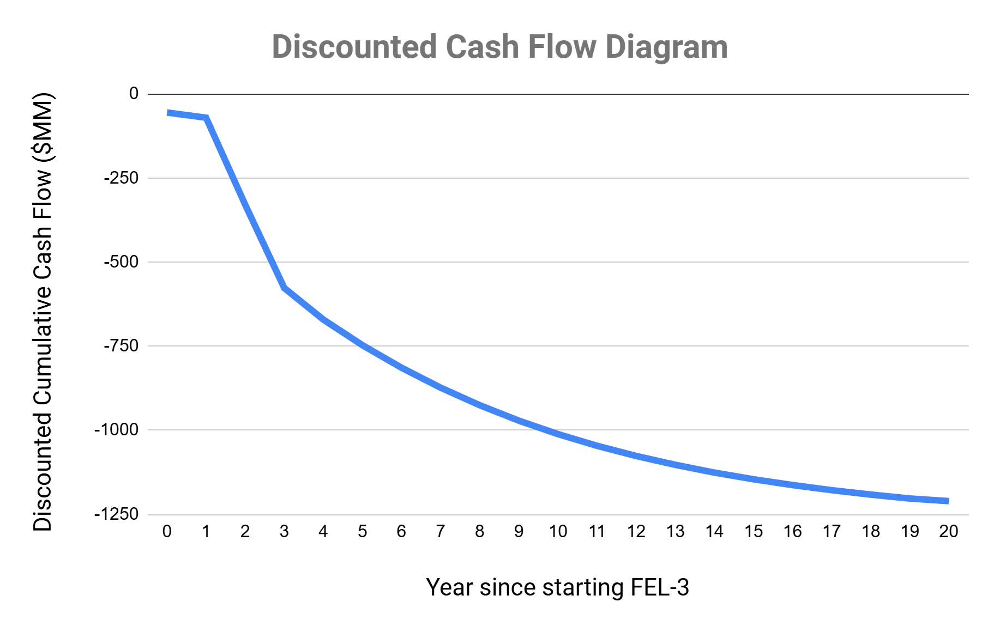 Discounted Cash Flow Diagram
Discounted Cumulative Cash Flow ($MM)
0
-250
-500
-750
-1000
-1250
0 1 2 3 4 5 6 7 8 9 10 11 12 13 14 15 16 17 18 19 20
Year since starting FEL-3